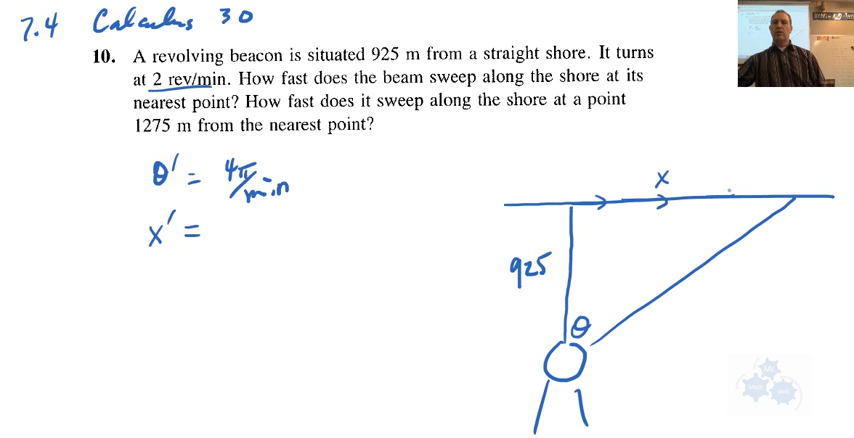 7.4 Calculus 30
10. A revolving beacon is situated 925 m from a straight shore. It turns
at 2 rev/min. How fast does the beam sweep along the shore at its
nearest point? How fast does it sweep along the shore at a point
1275 m from the nearest point?
θ' = 4π/min
x' =
x
925
θ